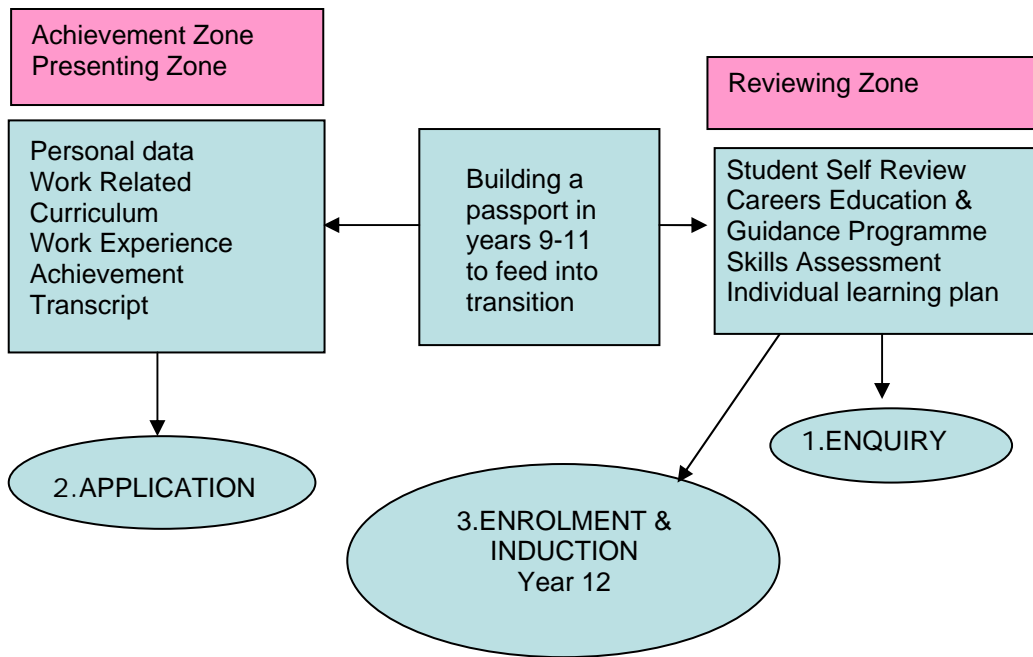 Achievement Zone
Presenting Zone
Reviewing Zone
Personal data
Work Related
Curriculum
Work Experience
Achievement
Transcript
Building a
passport in
years 9-11
to feed into
transition
Student Self Review
Careers Education &
Guidance Programme
Skills Assessment
Individual learning plan
2.APPLICATION
1.ENQUIRY
3.ENROLMENT &
INDUCTION
Year 12